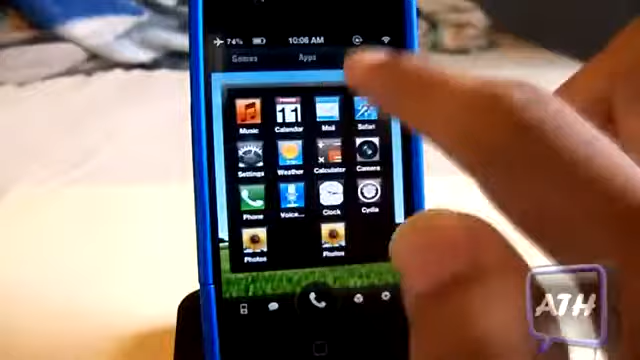 74% 10:06 AM
Games Apps
Music Calendar Mail Safari
11
Settings Weather Calculator Camera
Phone Voice... Clock Cydia
Photos Photos
ATH